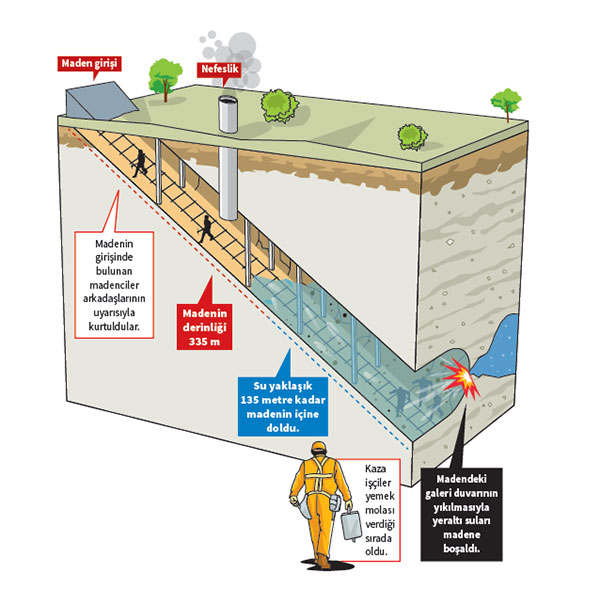 Maden girişi
Nefeslik
Madenin
girişinde
bulunan
madenciler
arkadaşlarının
uyarısıyla
kurtuldular.
Madenin
derinliği
335 m
Su yaklaşık
135 metre kadar
madenin içine
doldu.
Kaza
işçiler
yemek
molası
verdiği
sırada
oldu.
Madendeki
galeri duvarının
yıkılmasıyla
yeraltı suları
madene
boşaldı.